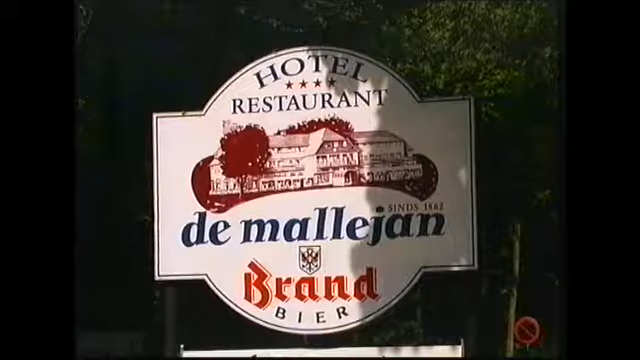 HOTEL
RESTAURANT
SINDS 1862
de mallejan
Brand
BIER